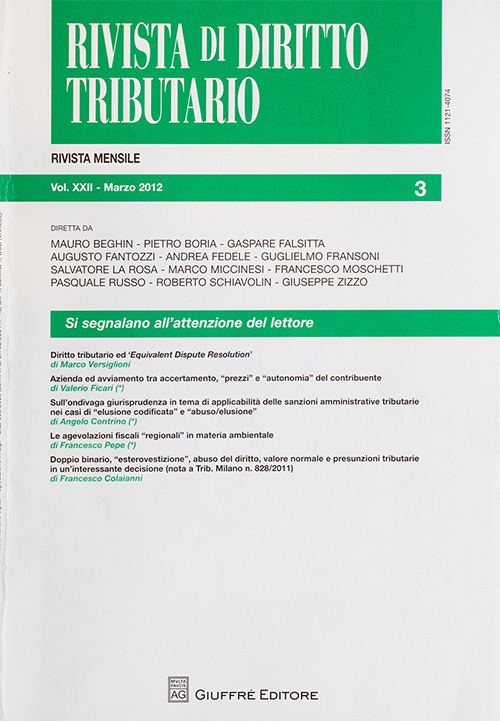 RIVISTA DI DIRITTO
TRIBUTARIO
ISSN 1121-4074
RIVISTA MENSILE
Vol. XXII - Marzo 2012
3
DIRETTA DA
MAURO BEGHIN - PIETRO BORIA - GASPARE FALSITTA
AUGUSTO FANTOZZI - ANDREA FEDELE - GUGLIELMO FRANSONI
SALVATORE LA ROSA - MARCO MICCINESI - FRANCESCO MOSCHETTI
PASQUALE RUSSO - ROBERTO SCHIAVOLIN - GIUSEPPE ZIZZO
Si segnalano all'attenzione del lettore
Diritto tributario ed 'Equivalent Dispute Resolution'
di Marco Versiglioni
Azienda ed avviamento tra accertamento, "prezzi" e "autonomia" del contribuente
di Valerio Ficari (*)
Sull'ondivaga giurisprudenza in tema di applicabilità delle sanzioni amministrative tributarie
nei casi di "elusione codificata" e "abuso/elusione"
di Angelo Contrino (*)
Le agevolazioni fiscali "regionali" in materia ambientale
di Francesco Pepe (*)
Doppio binario, "esterovestizione", abuso del diritto, valore normale e presunzioni tributarie
in un'interessante decisione (nota a Trib. Milano n. 828/2011)
di Francesco Colaianni
MVLTA
PAVCIS
AG
GIUFFRÈ EDITORE